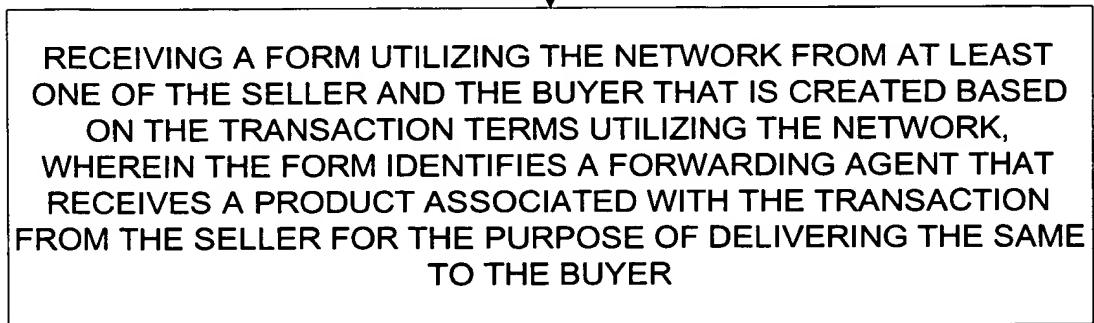 RECEIVING A FORM UTILIZING THE NETWORK FROM AT LEAST
ONE OF THE SELLER AND THE BUYER THAT IS CREATED BASED
ON THE TRANSACTION TERMS UTILIZING THE NETWORK,
WHEREIN THE FORM IDENTIFIES A FORWARDING AGENT THAT
RECEIVES A PRODUCT ASSOCIATED WITH THE TRANSACTION
FROM THE SELLER FOR THE PURPOSE OF DELIVERING THE SAME
TO THE BUYER